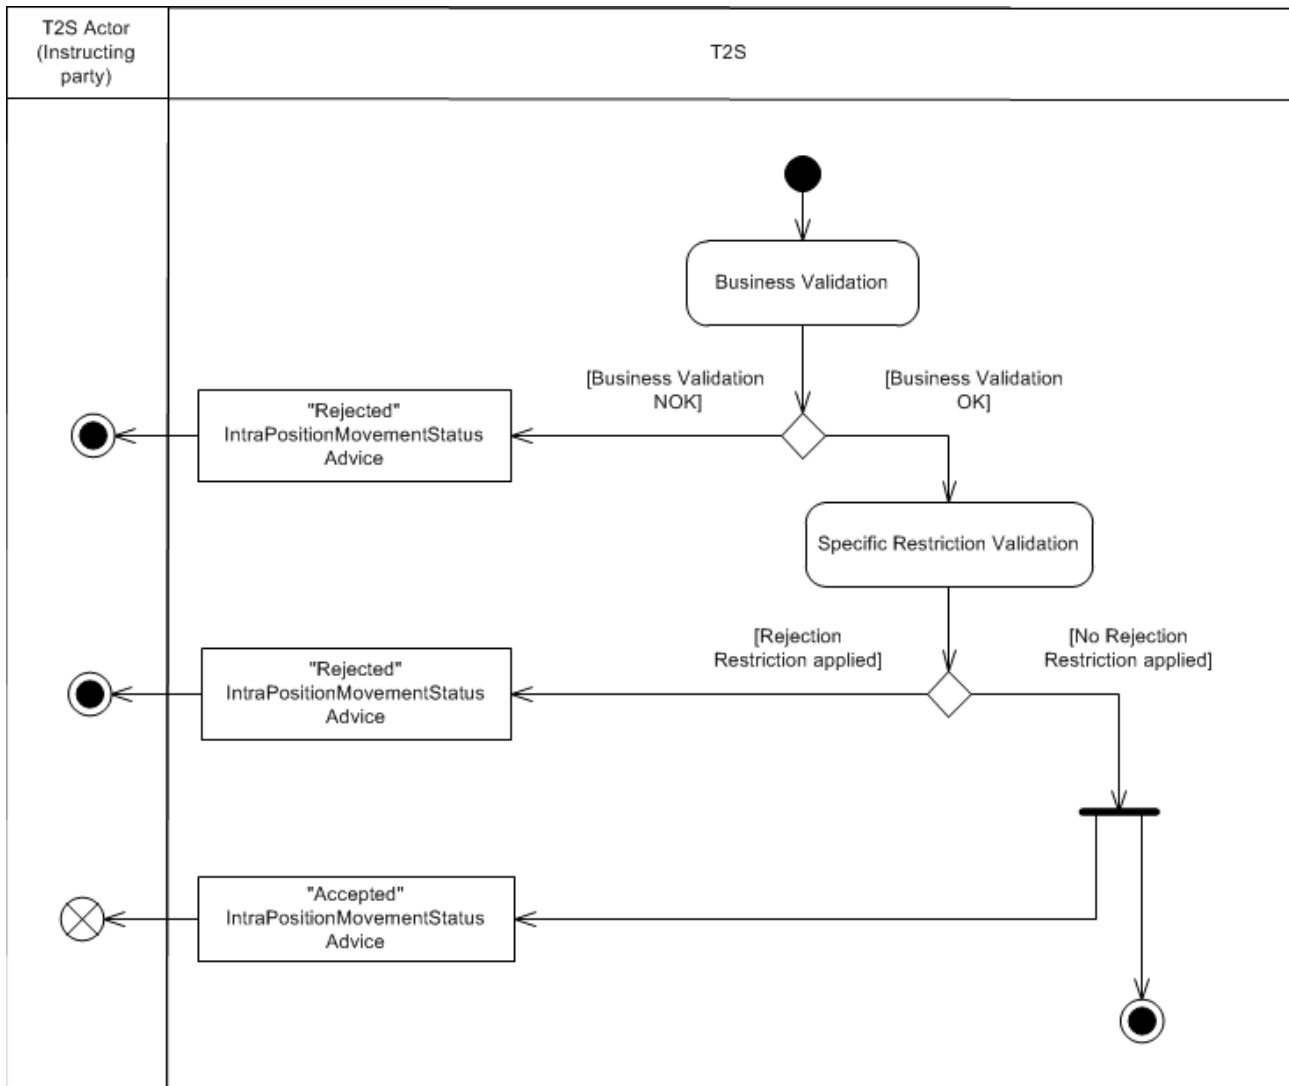 T2S Actor
(Instructing
party)
T2S
Business Validation
[Business Validation
NOK]
[Business Validation
OK]
"Rejected"
IntraPositionMovementStatus
Advice
Specific Restriction Validation
[Rejection
Restriction applied]
[No Rejection
Restriction applied]
"Rejected"
IntraPositionMovementStatus
Advice
"Accepted"
IntraPositionMovementStatus
Advice